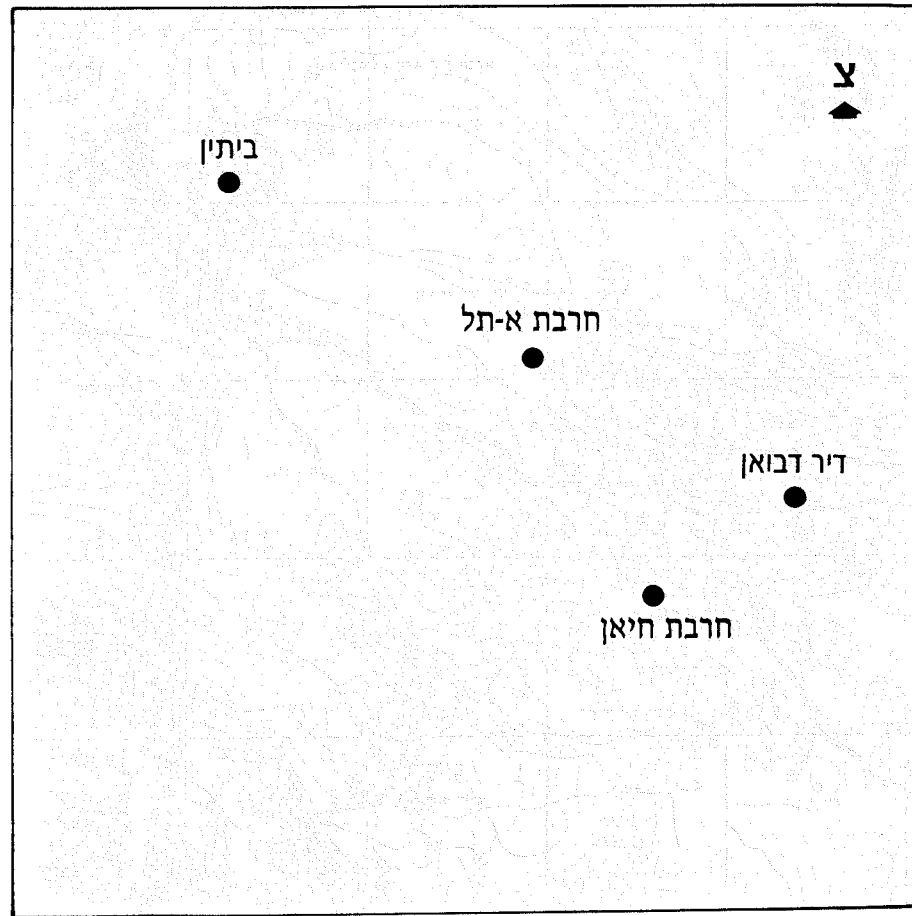 צ
ביתין
חרבת א-תל
דיר דבואן
חרבת חיאן